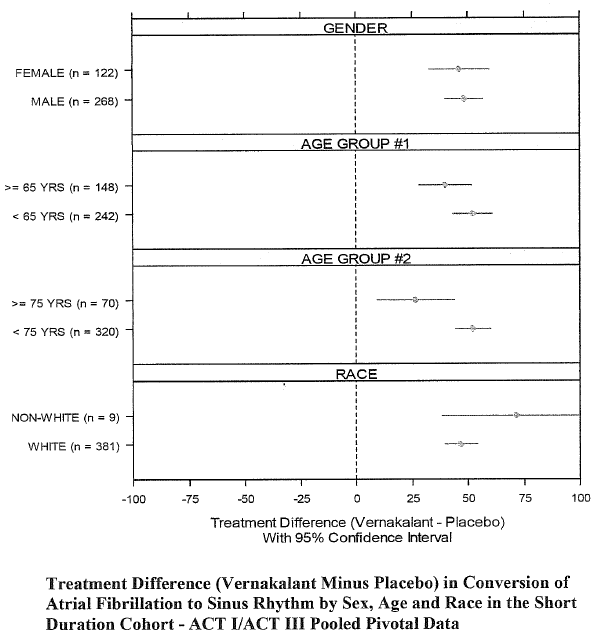 GENDER
FEMALE (n = 122)
MALE (n = 268)
AGE GROUP #1
>= 65 YRS (n = 148)
< 65 YRS (n = 242)
AGE GROUP #2
>= 75 YRS (n = 70)
< 75 YRS (n = 320)
RACE
NON-WHITE (n = 9)
WHITE (n = 381)
-100 -75 -50 -25 0 25 50 75 100
Treatment Difference (Vernakalant - Placebo)
With 95% Confidence Interval
Treatment Difference (Vernakalant Minus Placebo) in Conversion of
Atrial Fibrillation to Sinus Rhythm by Sex, Age and Race in the Short
Duration Cohort - ACT I/ACT III Pooled Pivotal Data